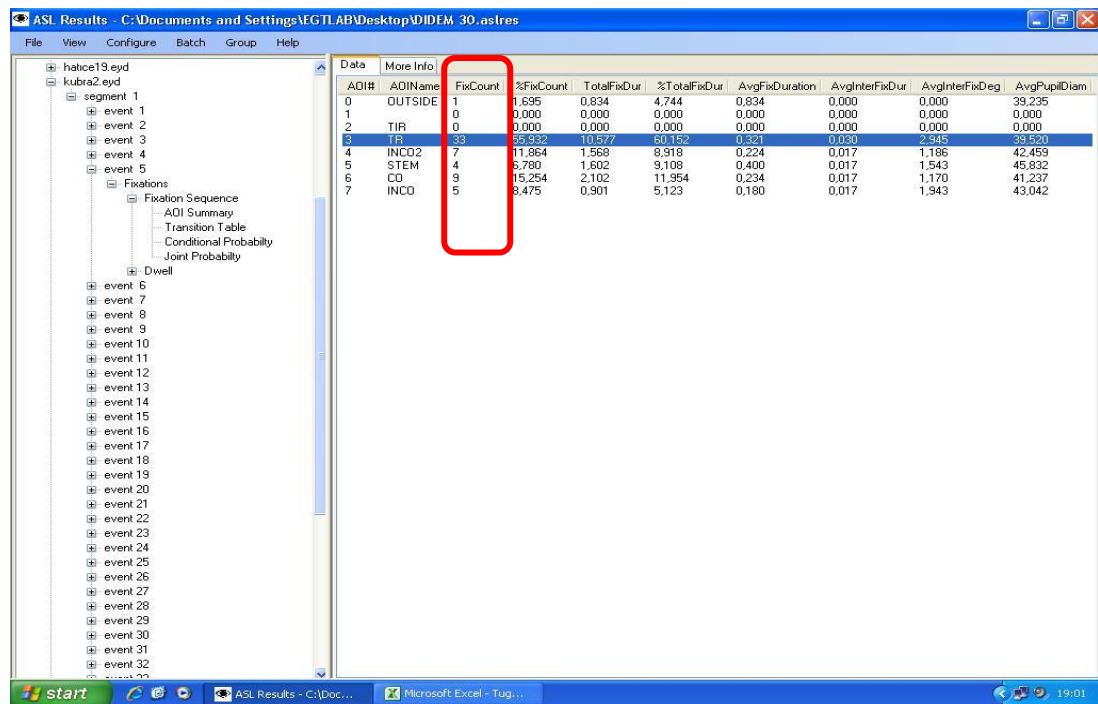 ASL Results - C:\Documents and Settings\EGTLAB\Desktop\DIDEM 30.aslres
File View Configure Batch Group Help
hatice19.eyd
kubra2.eyd
segment 1
event 1
event 2
event 3
event 4
event 5
Fixations
Fixation Sequence
AOI Summary
Transition Table
Conditional Probabilty
Joint Probabilty
Dwell
event 6
event 7
event 8
event 9
event 10
event 11
event 12
event 13
event 14
event 15
event 16
event 17
event 18
event 19
event 20
event 21
event 22
event 23
event 24
event 25
event 26
event 27
event 28
event 29
event 30
event 31
event 32
Data More Info
AOI# AOIName FixCount %FixCount TotalFixDur %TotalFixDur AvgFixDuration AvgInterFixDur AvgInterFixDeg AvgPupilDiam
0 OUTSIDE 1 1,695 0,834 4,744 0,834 0,000 0,000 39,235
1 0 0,000 0,000 0,000 0,000 0,000 0,000 0,000
2 TIR 0 0,000 0,000 0,000 0,000 0,000 0,000 0,000
3 TR 33 55,932 10,577 60,152 0,321 0,030 2,945 39,520
4 INCO2 7 11,864 1,568 8,918 0,224 0,017 1,186 42,459
5 STEM 4 6,780 1,602 9,108 0,400 0,017 1,543 45,832
6 CO 9 15,254 2,102 11,954 0,234 0,017 1,170 41,237
7 INCO 5 8,475 0,901 5,123 0,180 0,017 1,943 43,042
start ASL Results - C:\Doc... Microsoft Excel - Tug... 19:01